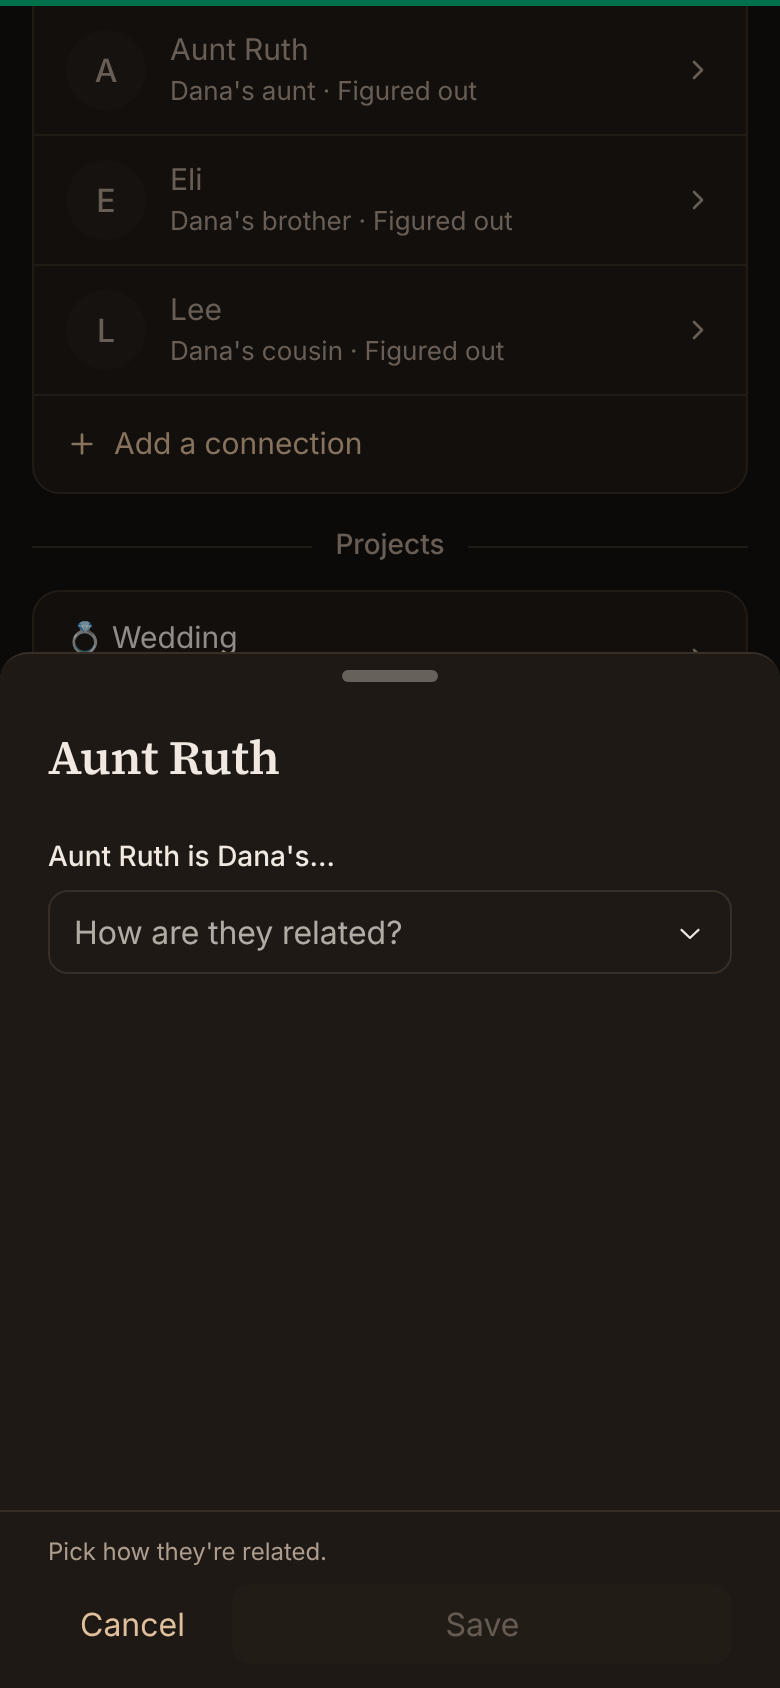 A
Aunt Ruth
Dana's aunt · Figured out
E
Eli
Dana's brother · Figured out
L
Lee
Dana's cousin · Figured out
+ Add a connection
Projects
💍 Wedding
Aunt Ruth
Aunt Ruth is Dana's...
How are they related?
Pick how they're related.
Cancel
Save